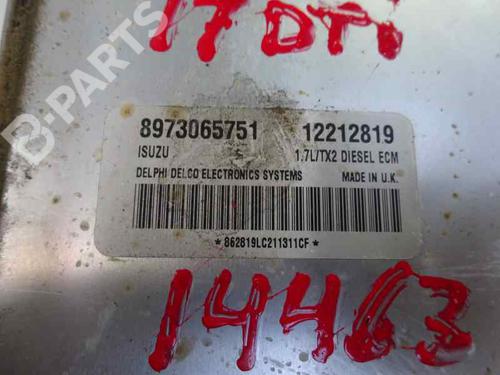 17 DTi
B-PARTS
8973065751 12212819
ISUZU 1.7L/TX2 DIESEL ECM
DELPHI DELCO ELECTRONICS SYSTEMS MADE IN U.K.
*862819LC211311CF*
14463